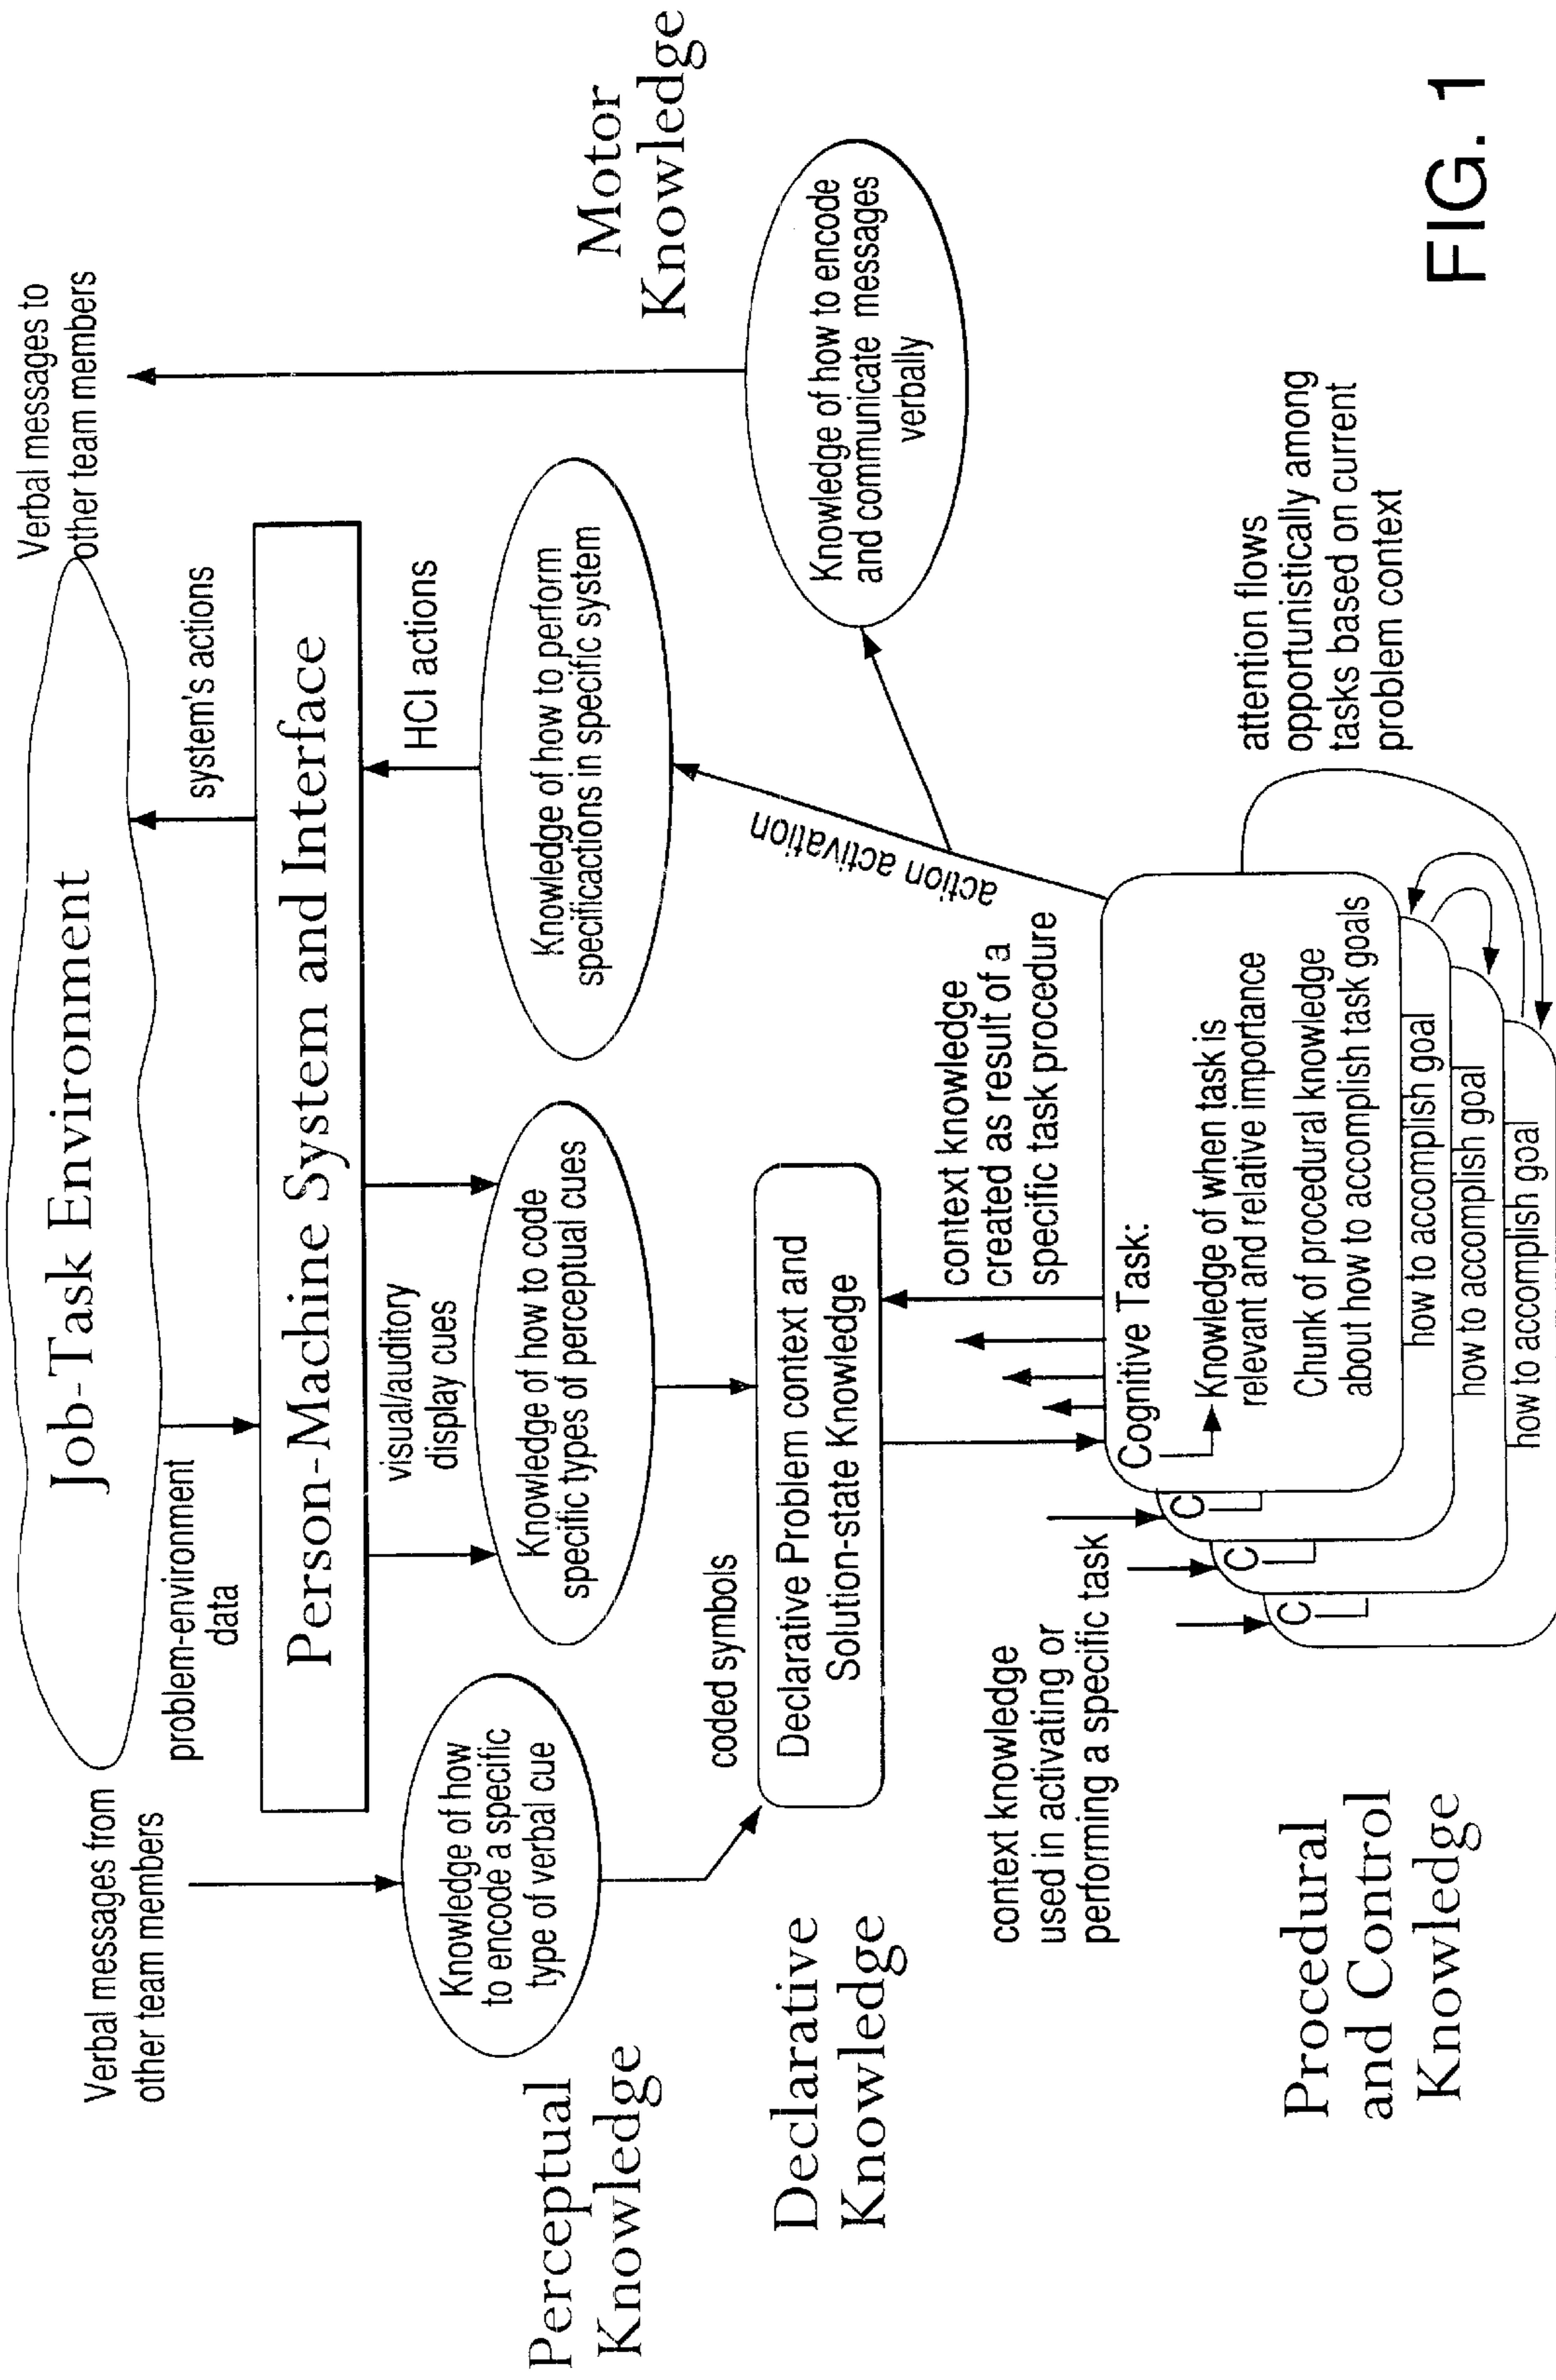 Job-Task Environment
Verbal messages from
other team members
Verbal messages to
other team members
problem-environment
data
system's actions
Person-Machine System and Interface
visual/auditory
display cues
HCI actions
Perceptual
Knowledge
Knowledge of how
to encode a specific
type of verbal cue
Knowledge of how to code
specific types of perceptual cues
Knowledge of how to perform
specificactions in specific system
Motor
Knowledge
Knowledge of how to encode
and communicate messages
verbally
coded symbols
Declarative
Knowledge
Declarative Problem context and
Solution-state Knowledge
action activation
context knowledge
used in activating or
performing a specific task
context knowledge
created as result of a
specific task procedure
Procedural
and Control
Knowledge
Cognitive Task:
Knowledge of when task is
relevant and relative importance
Chunk of procedural knowledge
about how to accomplish task goals
C
how to accomplish goal
C
how to accomplish goal
C
how to accomplish goal
attention flows
opportunistically among
tasks based on current
problem context
FIG. 1